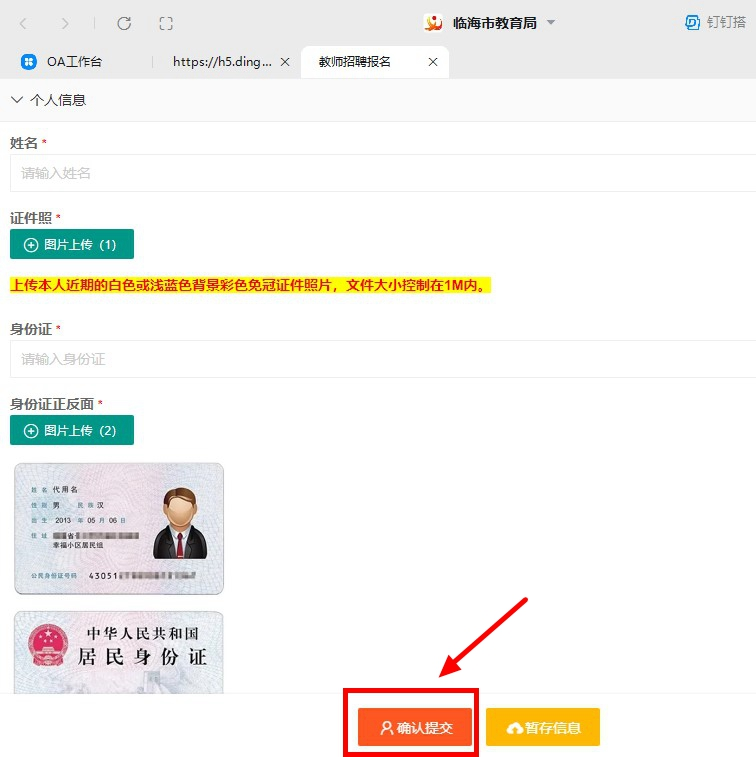 临海市教育局
钉钉搭
OA工作台
https://h5.ding...
教师招聘报名
个人信息
姓名 *
请输入姓名
证件照 *
图片上传（1）
上传本人近期的白色或浅蓝色背景彩色免冠证件照片，文件大小控制在1M内。
身份证 *
请输入身份证
身份证正反面 *
图片上传（2）
姓名 代用名
性别 男 民族 汉
出生 2013 年 05 月 06 日
住址 省
幸福小区居民组
公民身份证号码 43051
中华人民共和国
居民身份证
确认提交
暂存信息